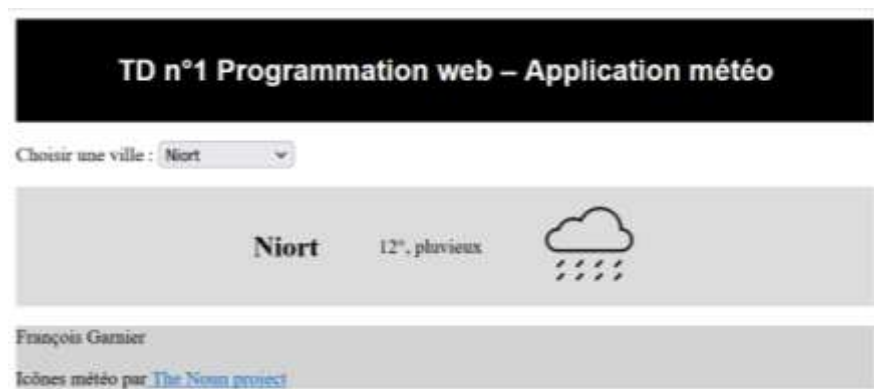 TD n°1 Programmation web – Application météo
Choisir une ville : Niort
Niort 12°, pluvieux
François Garnier
Icônes météo par The Noun project